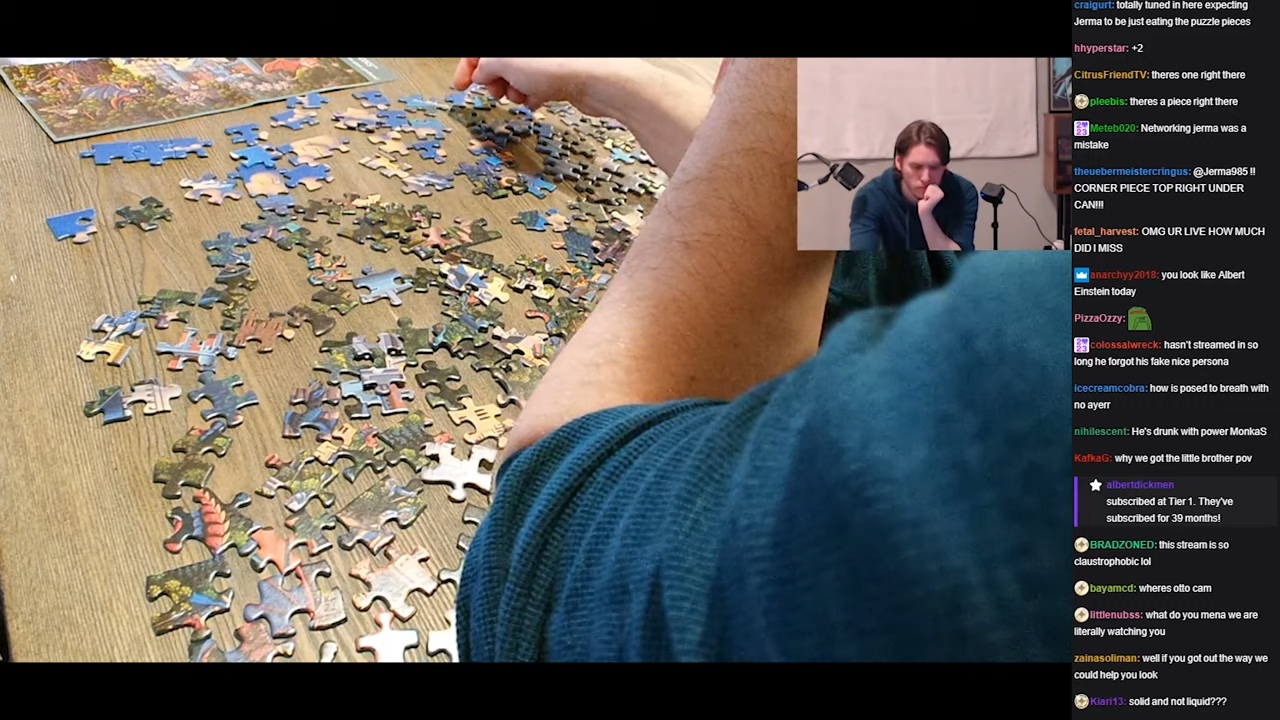 craigurt: totally tuned in here expecting
Jerma to be just eating the puzzle pieces
hhyperstar: +2
CitrusFriendTV: theres one right there
pleebis: theres a piece right there
Meteb020: Networking jerma was a
mistake
theuebermeistercringus: @Jerma985 !!
CORNER PIECE TOP RIGHT UNDER
CAN!!!
fetal_harvest: OMG UR LIVE HOW MUCH
DID I MISS
anarchyy2018: you look like Albert
Einstein today
PizzaOzzy:
colossalwreck: hasn't streamed in so
long he forgot his fake nice persona
icecreamcobra: how is posed to breath with
no ayerr
nihilescent: He's drunk with power MonkaS
KafkaG: why we got the little brother pov
albertdickmen
subscribed at Tier 1. They've
subscribed for 39 months!
BRADZONED: this stream is so
claustrophobic lol
bayamcd: wheres otto cam
littlenubss: what do you mena we are
literally watching you
zainasoliman: well if you got out the way we
could help you look
Kiari13: solid and not liquid???